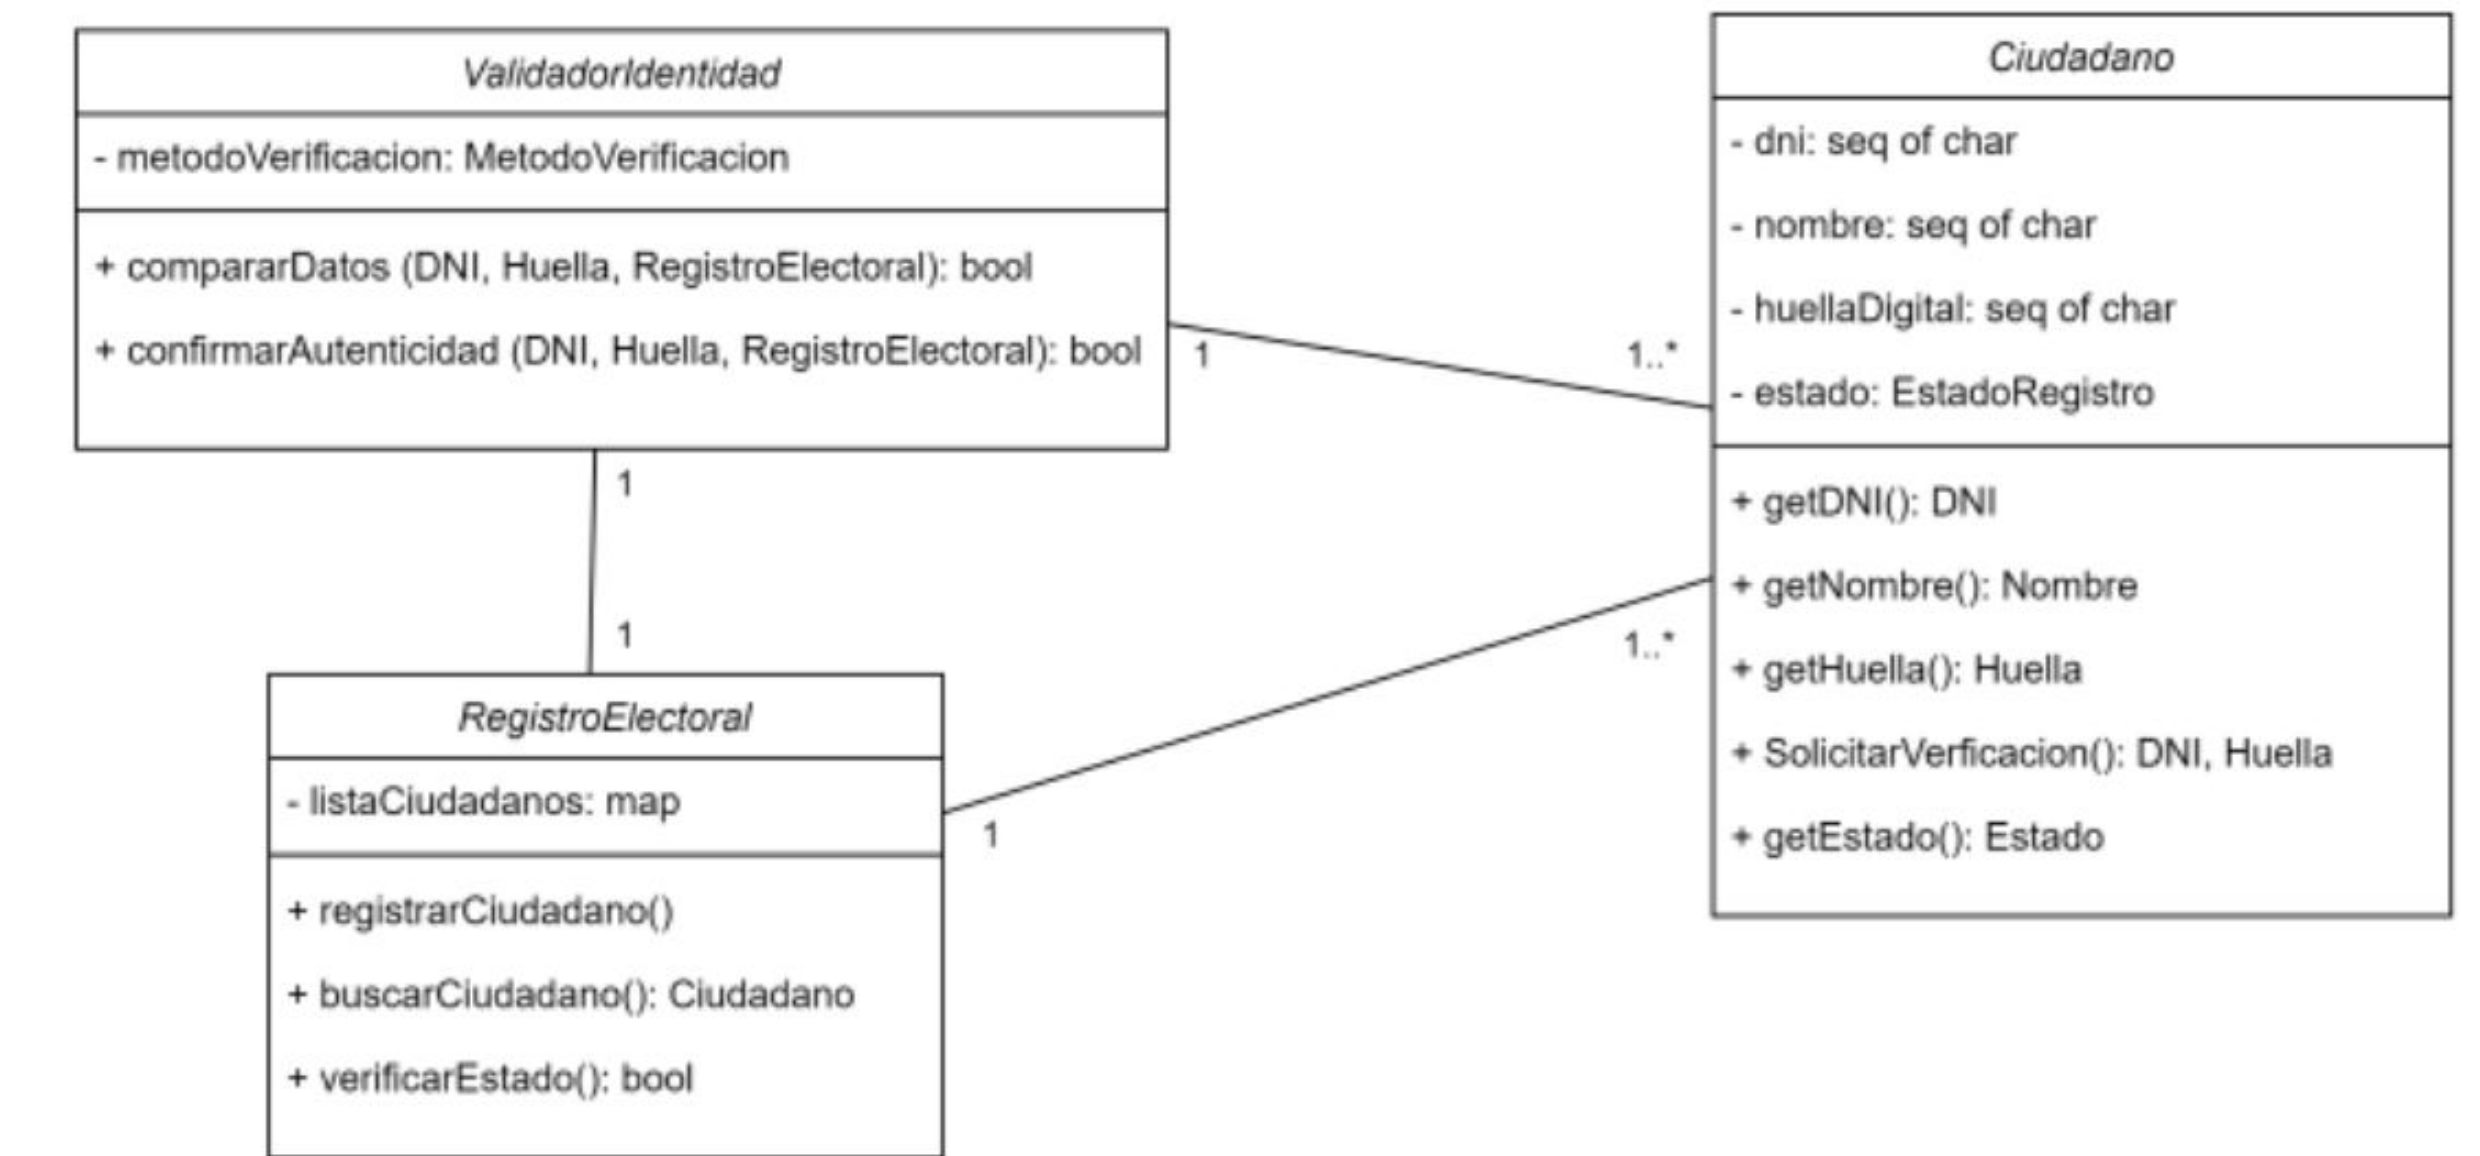 ValidadorIdentidad
- metodoVerificacion: MetodoVerificacion
+ compararDatos (DNI, Huella, RegistroElectoral): bool
+ confirmarAutenticidad (DNI, Huella, RegistroElectoral): bool
1
1..*
1
1
RegistroElectoral
- listaCiudadanos: map
+ registrarCiudadano()
+ buscarCiudadano(): Ciudadano
+ verificarEstado(): bool
1
1..*
Ciudadano
- dni: seq of char
- nombre: seq of char
- huellaDigital: seq of char
- estado: EstadoRegistro
+ getDNI(): DNI
+ getNombre(): Nombre
+ getHuella(): Huella
+ SolicitarVerficacion(): DNI, Huella
+ getEstado(): Estado